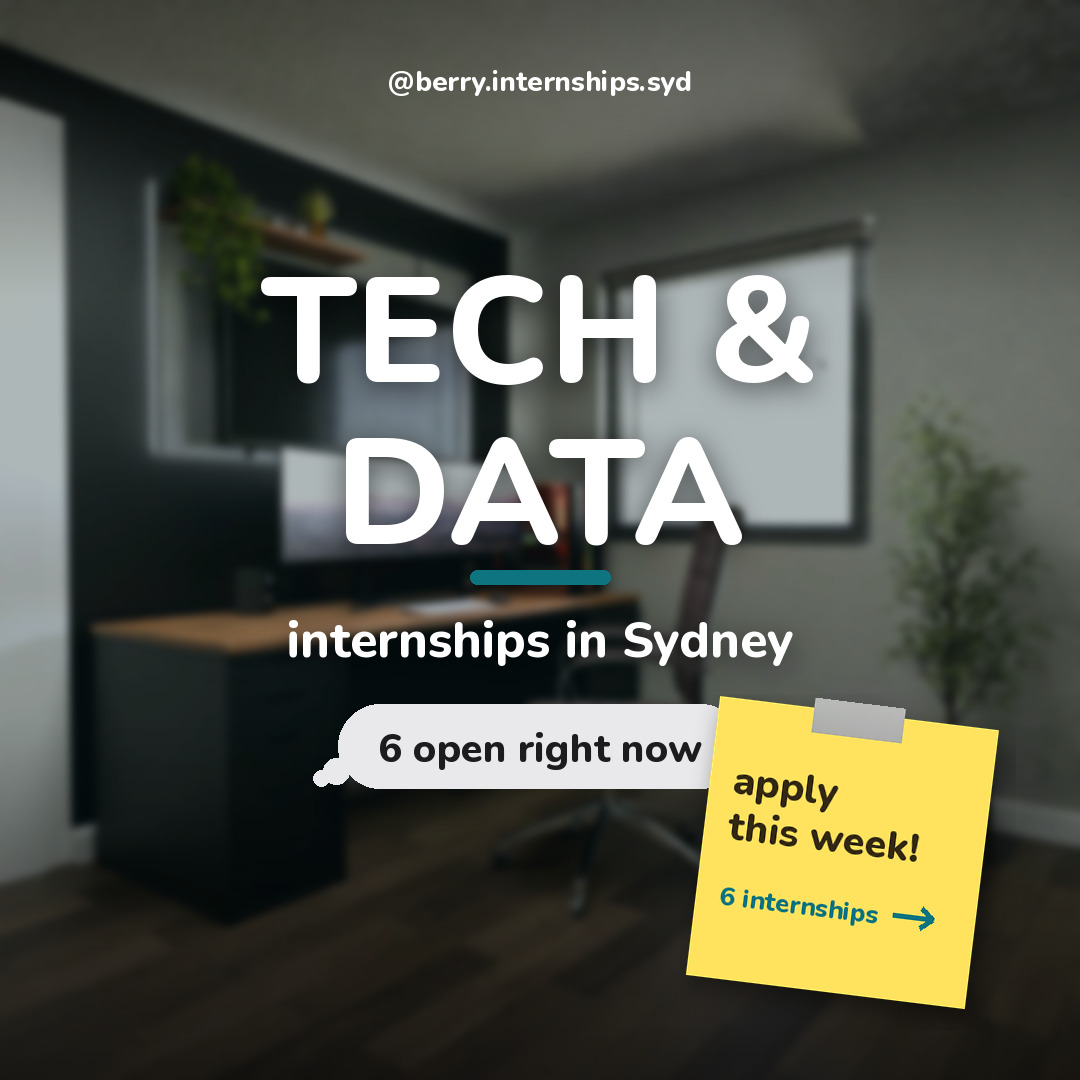 @berry.internships.syd
TECH &
DATA
internships in Sydney
6 open right now
apply
this week!
6 internships →